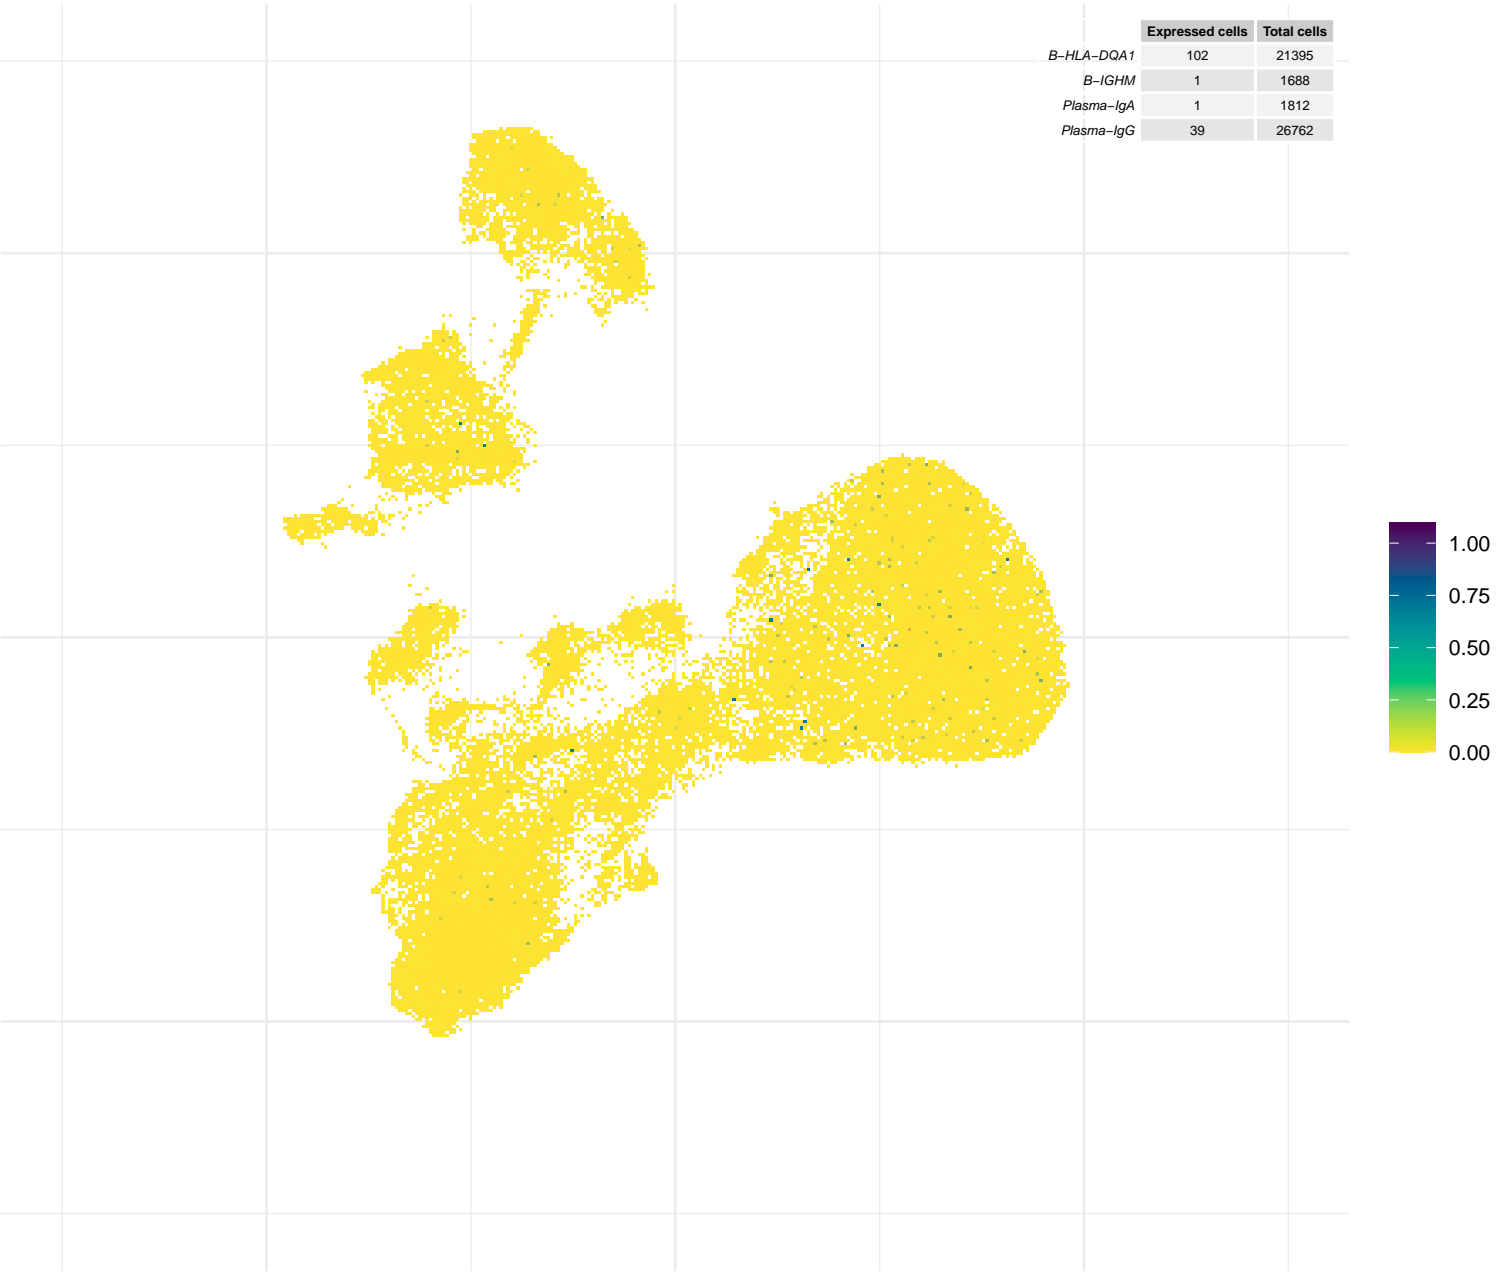 Expressed cells Total cells
B−HLA−DQA1 102 21395
B−IGHM 1 1688
Plasma−IgA 1 1812
Plasma−IgG 39 26762
1.00
0.75
0.50
0.25
0.00